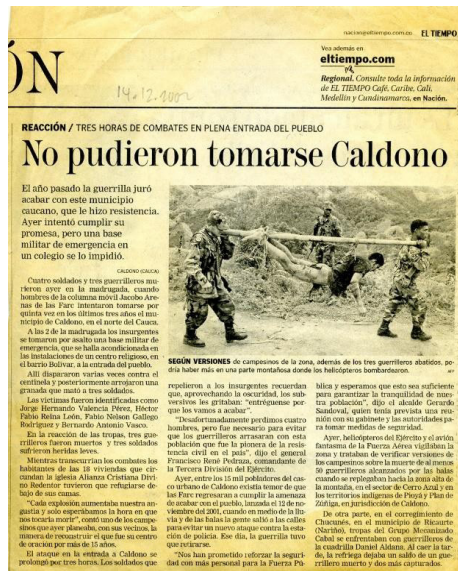 nacion@eltiempo.com.co EL TIEMPO
ÓN
14.12.2002
Vea además en
eltiempo.com
Regional. Consulte toda la información
de EL TIEMPO Café, Caribe, Cali,
Medellín y Cundinamarca, en Nación.
REACCIÓN / TRES HORAS DE COMBATES EN PLENA ENTRADA DEL PUEBLO
No pudieron tomarse Caldono
El año pasado la guerrilla juró
acabar con este municipio
caucano, que le hizo resistencia.
Ayer intentó cumplir su
promesa, pero una base
militar de emergencia en
un colegio se lo impidió.
CALDONO (CAUCA)
Cuatro soldados y tres guerrilleros mu-
rieron ayer en la madrugada, cuando
hombres de la columna móvil Jacobo Are-
nas de las Farc intentaron tomarse por
quinta vez en los últimos tres años el mu-
nicipio de Caldono, en el norte del Cauca.
A las 2 de la madrugada los insurgentes
se tomaron por asalto una base militar de
emergencia, que se halla acondicionada en
las instalaciones de un centro religioso, en
el barrio Bolívar, a la entrada del pueblo.
Allí dispararon varias veces contra el
centinela y posteriormente arrojaron una
granada que mató a tres soldados.
Las víctimas fueron identificadas como
Jorge Hernando Valencia Pérez, Héctor
Fabio Reina León, Fabio Nelson Gallego
Rodríguez y Bernardo Antonio Vasco.
En la reacción de las tropas, tres gue-
rrilleros fueron muertos y tres soldados
sufrieron heridas leves.
Mientras transcurrían los combates los
habitantes de las 18 viviendas que cir-
cundan la iglesia Alianza Cristiana Divi-
no Redentor tuvieron que refugiarse de-
bajo de sus camas.
"Cada explosión aumentaba nuestra an-
gustia y solo esperábamos la hora en que
nos tocaría morir", contó uno de los campe-
sinos que ayer planeaba, con sus vecinos, la
manera de reconstruir el que fue su centro
de oración por más de 15 años.
El ataque en la entrada a Caldono se
prolongó por tres horas. Los soldados que
SEGÚN VERSIONES de campesinos de la zona, además de los tres guerrilleros abatidos, po-
dría haber más en una parte montañosa donde los helicópteros bombardearon.
repelieron a los insurgentes recuerdan
que, aprovechando la oscuridad, los sub-
versivos les gritaban: "entréguense por-
que los vamos a acabar".
"Desafortunadamente perdimos cuatro
hombres, pero fue necesario para evitar
que los guerrilleros arrasaran con esta
población que fue la pionera de la resis-
tencia civil en el país", dijo el general
Francisco René Pedraza, comandante de
la Tercera División del Ejército.
Ayer, entre los 15 mil pobladores del cas-
co urbano de Caldono existía temor de que
las Farc regresaran a cumplir la amenaza
de acabar con el pueblo, lanzada el 12 de no-
viembre del 2001, cuando en medio de la llu-
via y de las balas la gente salió a las calles
para evitar un nuevo ataque contra la esta-
ción de policía. Ese día, la guerrilla tuvo
que retirarse.
"Nos han prometido reforzar la seguri-
dad con más personal para la Fuerza Pú-
blica y esperamos que esto sea suficiente
para garantizar la tranquilidad de nues-
tra población", dijo el alcalde Gerardo
Sandoval, quien tenía prevista una reu-
nión con su gabinete y las autoridades pa-
ra tomar medidas de seguridad.
Ayer, helicópteros del Ejército y el avión
fantasma de la Fuerza Aérea vigilaban la
zona y trataban de verificar versiones de
los campesinos sobre la muerte de al menos
50 guerrilleros alcanzados por las balas
cuando se replegaban hacia la zona alta de
la montaña, en el sector de Cerro Azul y en
los territorios indígenas de Pioyá y Plan de
Zúñiga, en jurisdicción de Caldono.
De otra parte, en el corregimiento de
Chucunés, en el municipio de Ricaurte
(Nariño), tropas del Grupo Mecanizado
Cabal se enfrentaron con guerrilleros de
la cuadrilla Daniel Aldana. Al caer la tar-
de, la refriega dejaba un saldo de un gue-
rrillero muerto y dos más capturados.